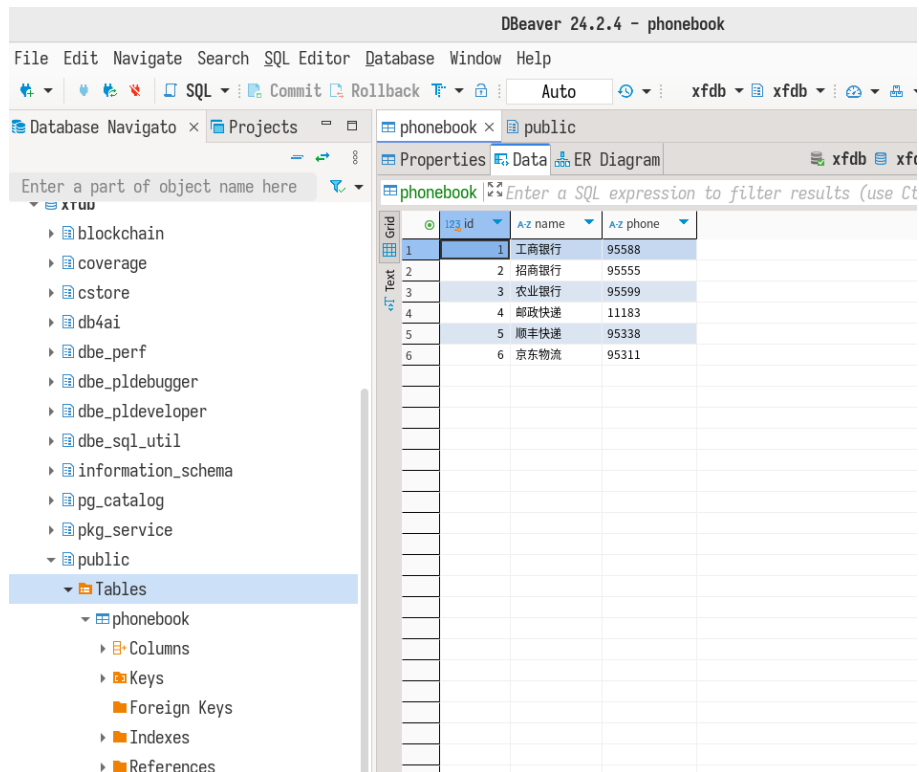 DBeaver 24.2.4 - phonebook
File Edit Navigate Search SQL Editor Database Window Help
SQL Commit Rollback T Auto xfdb xfdb
Database Navigato × Projects
phonebook × public
Properties Data ER Diagram xfdb xfd
Enter a part of object name here
phonebook Enter a SQL expression to filter results (use Ct
xfdb
blockchain
coverage
cstore
db4ai
dbe_perf
dbe_pldebugger
dbe_pldeveloper
dbe_sql_util
information_schema
pg_catalog
pkg_service
public
Tables
phonebook
Columns
Keys
Foreign Keys
Indexes
References
Grid
Text
123 id A-Z name A-Z phone
1 1 工商银行 95588
2 2 招商银行 95555
3 3 农业银行 95599
4 4 邮政快递 11183
5 5 顺丰快递 95338
6 6 京东物流 95311